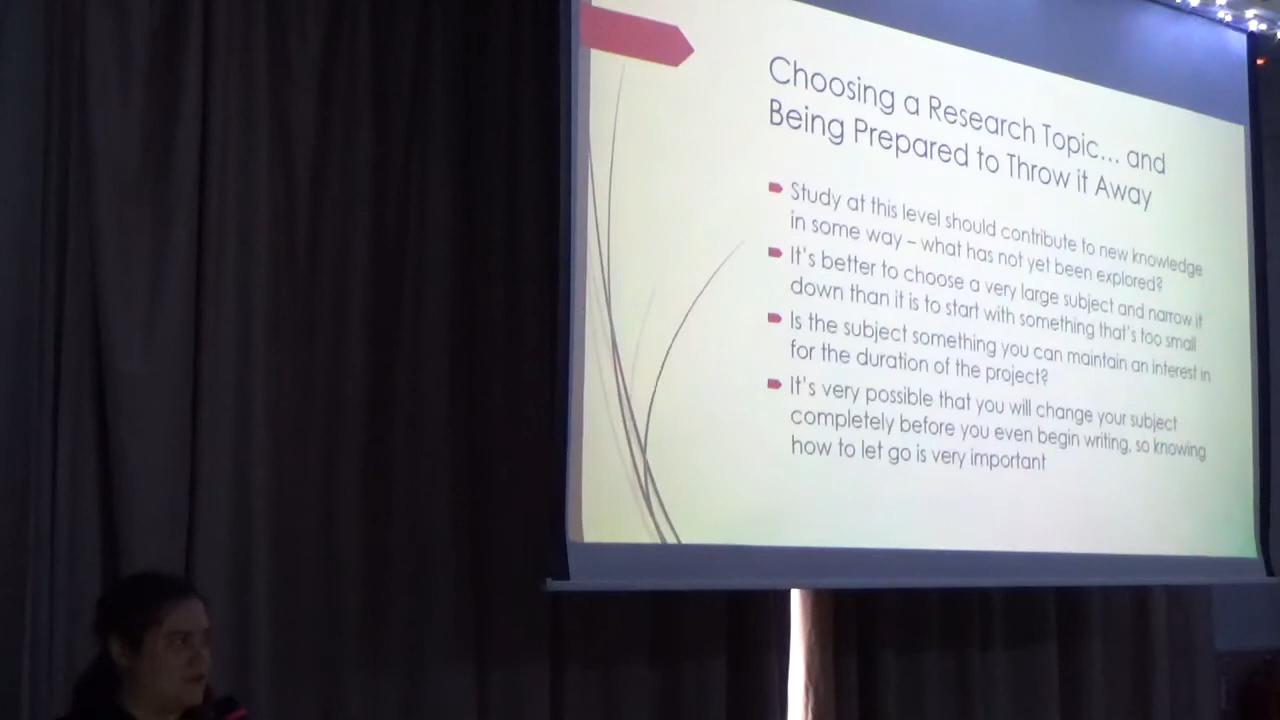 Choosing a Research Topic... and
Being Prepared to Throw it Away
Study at this level should contribute to new knowledge
in some way – what has not yet been explored?
It's better to choose a very large subject and narrow it
down than it is to start with something that's too small
Is the subject something you can maintain an interest in
for the duration of the project?
It's very possible that you will change your subject
completely before you even begin writing, so knowing
how to let go is very important